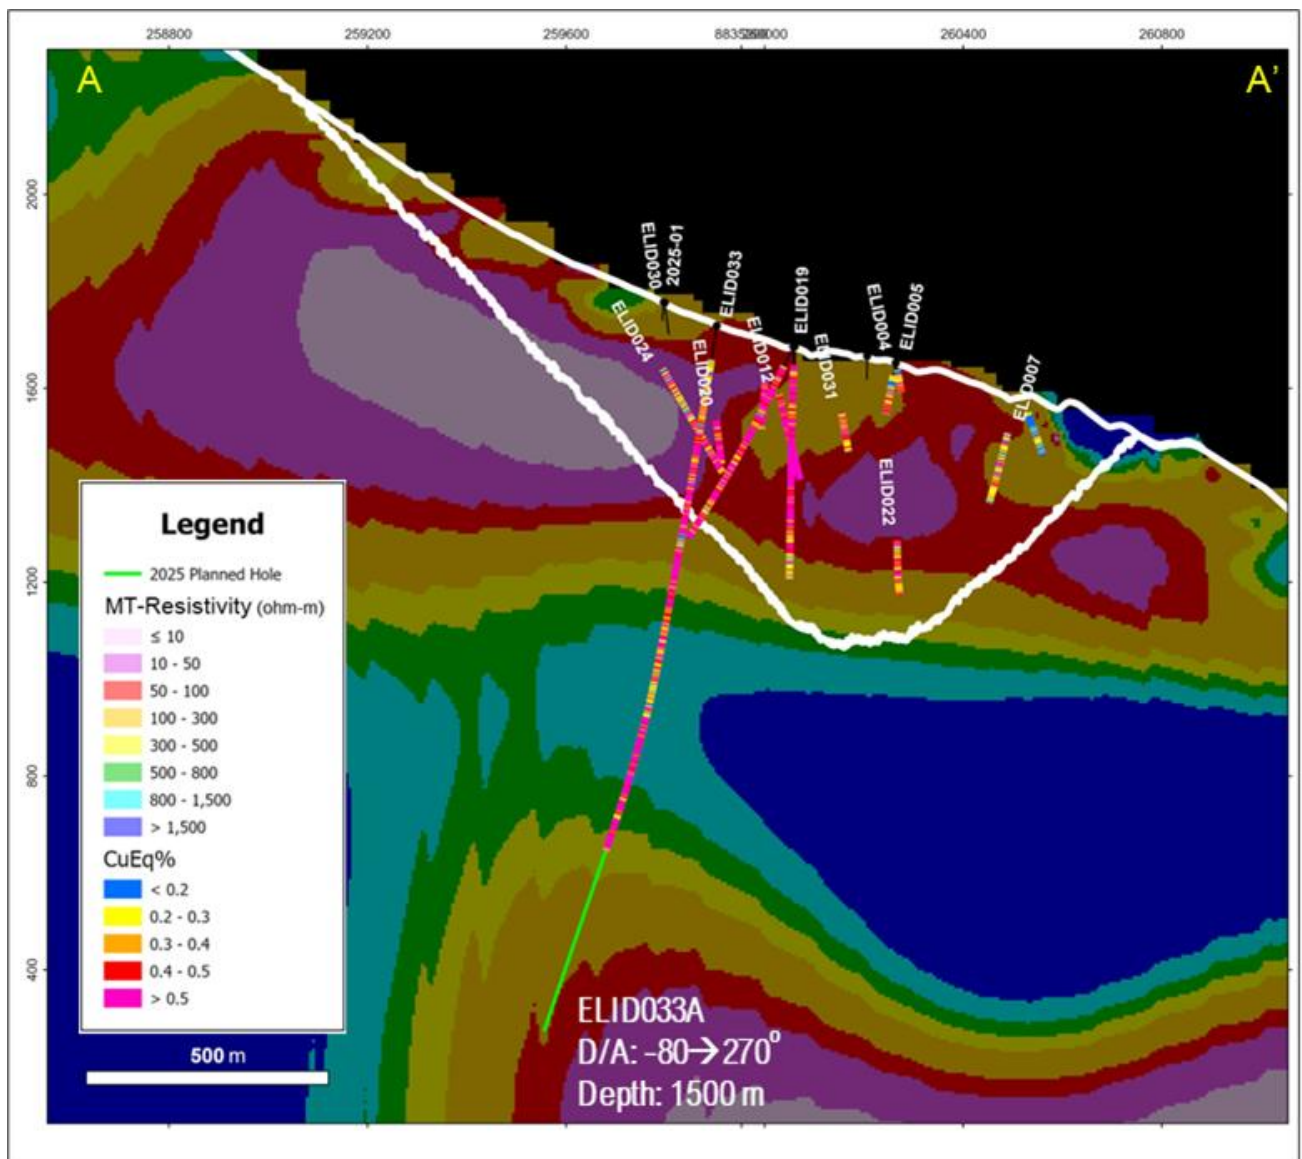 258800
259200
259600
260400
260800
A
A'
2000
1600
1200
800
400
ELID030
2025-01
ELID033
ELID019
ELID004
ELID005
ELID024
ELID020
ELID012
ELID031
ELID007
ELID022
Legend
2025 Planned Hole
MT-Resistivity (ohm-m)
≤ 10
10 - 50
50 - 100
100 - 300
300 - 500
500 - 800
800 - 1,500
> 1,500
CuEq%
< 0.2
0.2 - 0.3
0.3 - 0.4
0.4 - 0.5
> 0.5
500 m
ELID033A
D/A: -80→270°
Depth: 1500 m